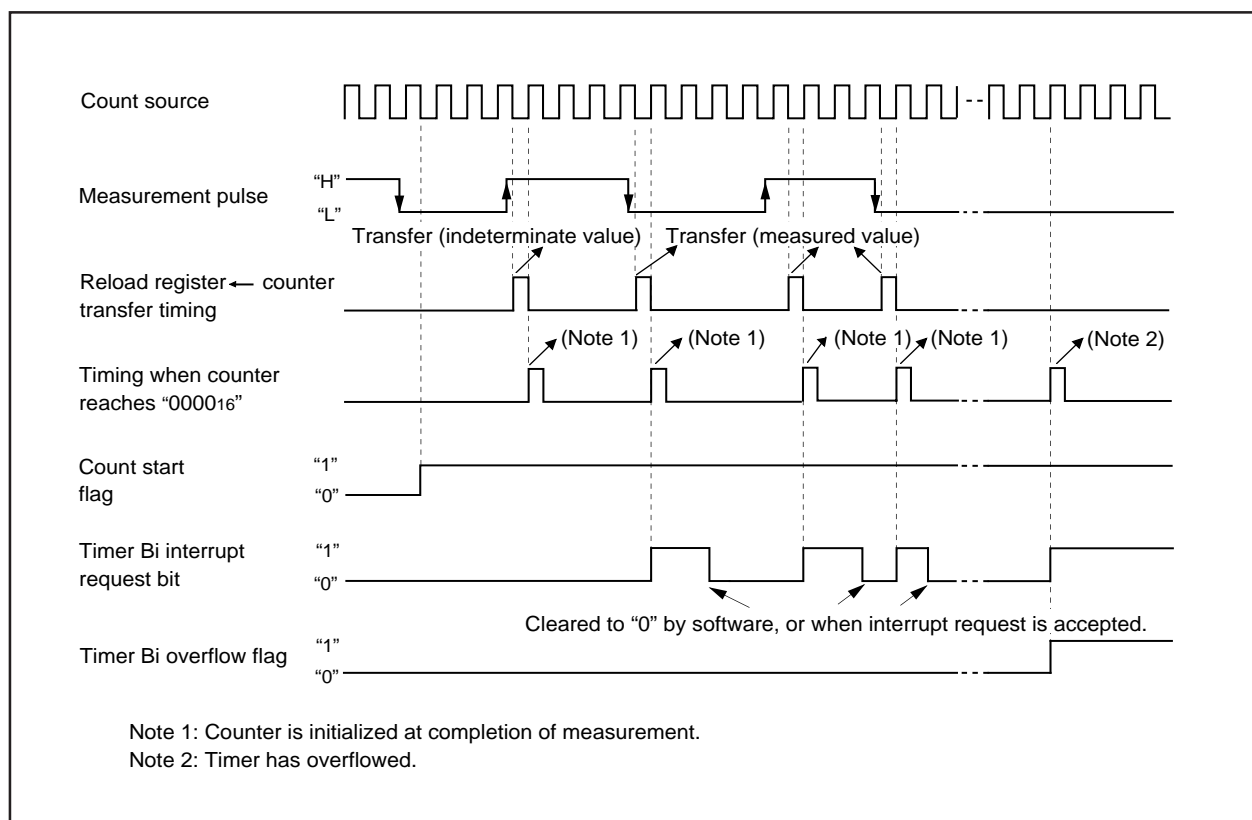 Count source
Measurement pulse
“H”
“L”
Transfer (indeterminate value)
Transfer (measured value)
Reload register ← counter
transfer timing
(Note 1)
(Note 1)
(Note 1)
(Note 1)
(Note 2)
Timing when counter
reaches “000016”
Count start
flag
“1”
“0”
Timer Bi interrupt
request bit
“1”
“0”
Cleared to “0” by software, or when interrupt request is accepted.
Timer Bi overflow flag
“1”
“0”
Note 1: Counter is initialized at completion of measurement.
Note 2: Timer has overflowed.